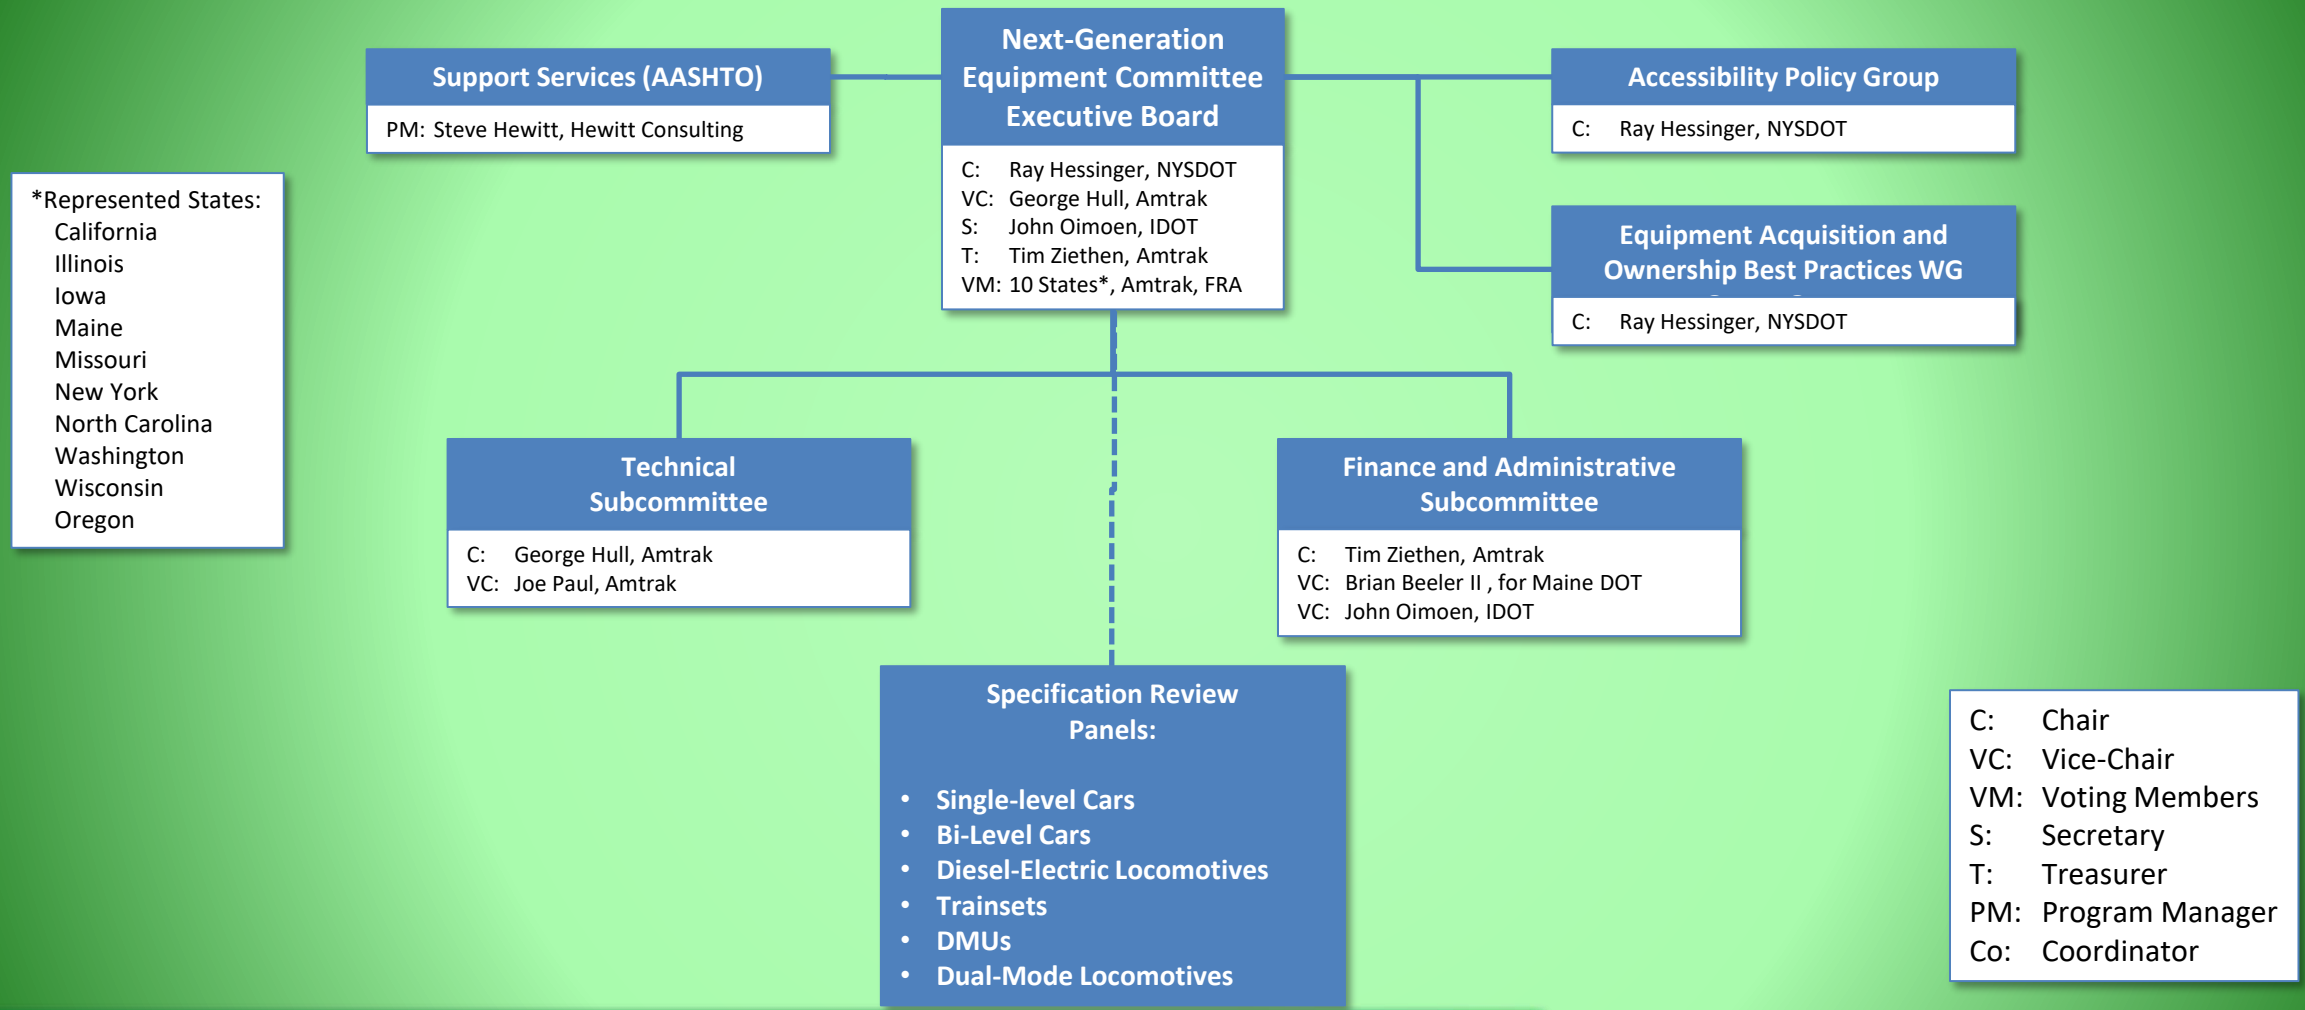 Next-Generation
Equipment Committee
Executive Board
C: Ray Hessinger, NYSDOT
VC: George Hull, Amtrak
S: John Oimoen, IDOT
T: Tim Ziethen, Amtrak
VM: 10 States*, Amtrak, FRA
Support Services (AASHTO)
PM: Steve Hewitt, Hewitt Consulting
Accessibility Policy Group
C: Ray Hessinger, NYSDOT
Equipment Acquisition and
Ownership Best Practices WG
C: Ray Hessinger, NYSDOT
*Represented States:
California
Illinois
Iowa
Maine
Missouri
New York
North Carolina
Washington
Wisconsin
Oregon
Technical
Subcommittee
C: George Hull, Amtrak
VC: Joe Paul, Amtrak
Finance and Administrative
Subcommittee
C: Tim Ziethen, Amtrak
VC: Brian Beeler II , for Maine DOT
VC: John Oimoen, IDOT
Specification Review
Panels:
• Single-level Cars
• Bi-Level Cars
• Diesel-Electric Locomotives
• Trainsets
• DMUs
• Dual-Mode Locomotives
C: Chair
VC: Vice-Chair
VM: Voting Members
S: Secretary
T: Treasurer
PM: Program Manager
Co: Coordinator